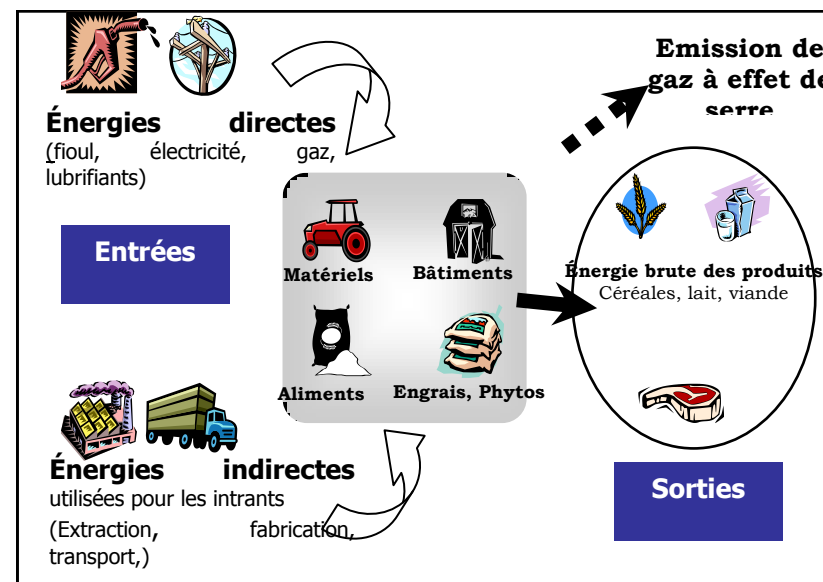 Énergies directes
(fioul, électricité, gaz,
lubrifiants)
Entrées
Énergies indirectes
utilisées pour les intrants
(Extraction, fabrication,
transport,)
Matériels
Bâtiments
Aliments
Engrais, Phytos
Emission de
gaz à effet de
serre
Énergie brute des produits
Céréales, lait, viande
Sorties